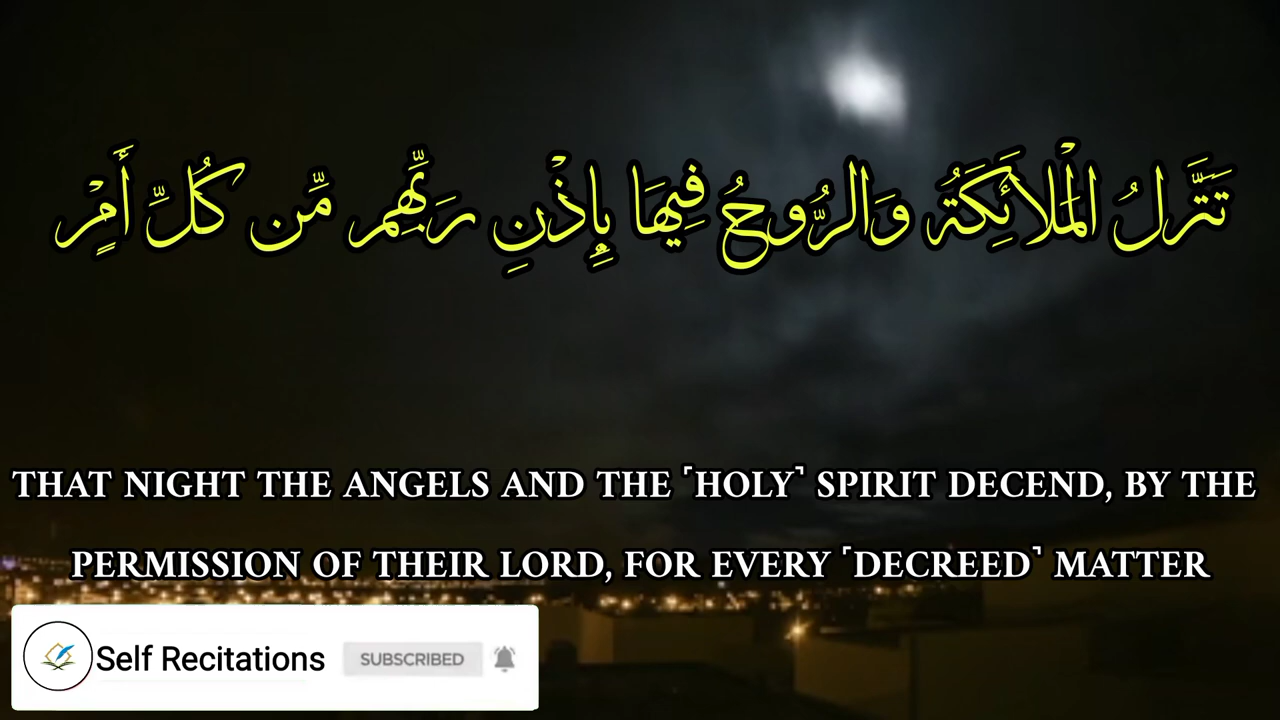 تَنَزَّلُ الْمَلَائِكَةُ وَالرُّوحُ فِيهَا بِإِذْنِ رَبِّهِم مِّن كُلِّ أَمْرٍ
THAT NIGHT THE ANGELS AND THE ˹HOLY˺ SPIRIT DECEND, BY THE
PERMISSION OF THEIR LORD, FOR EVERY ˹DECREED˺ MATTER
Self Recitations SUBSCRIBED